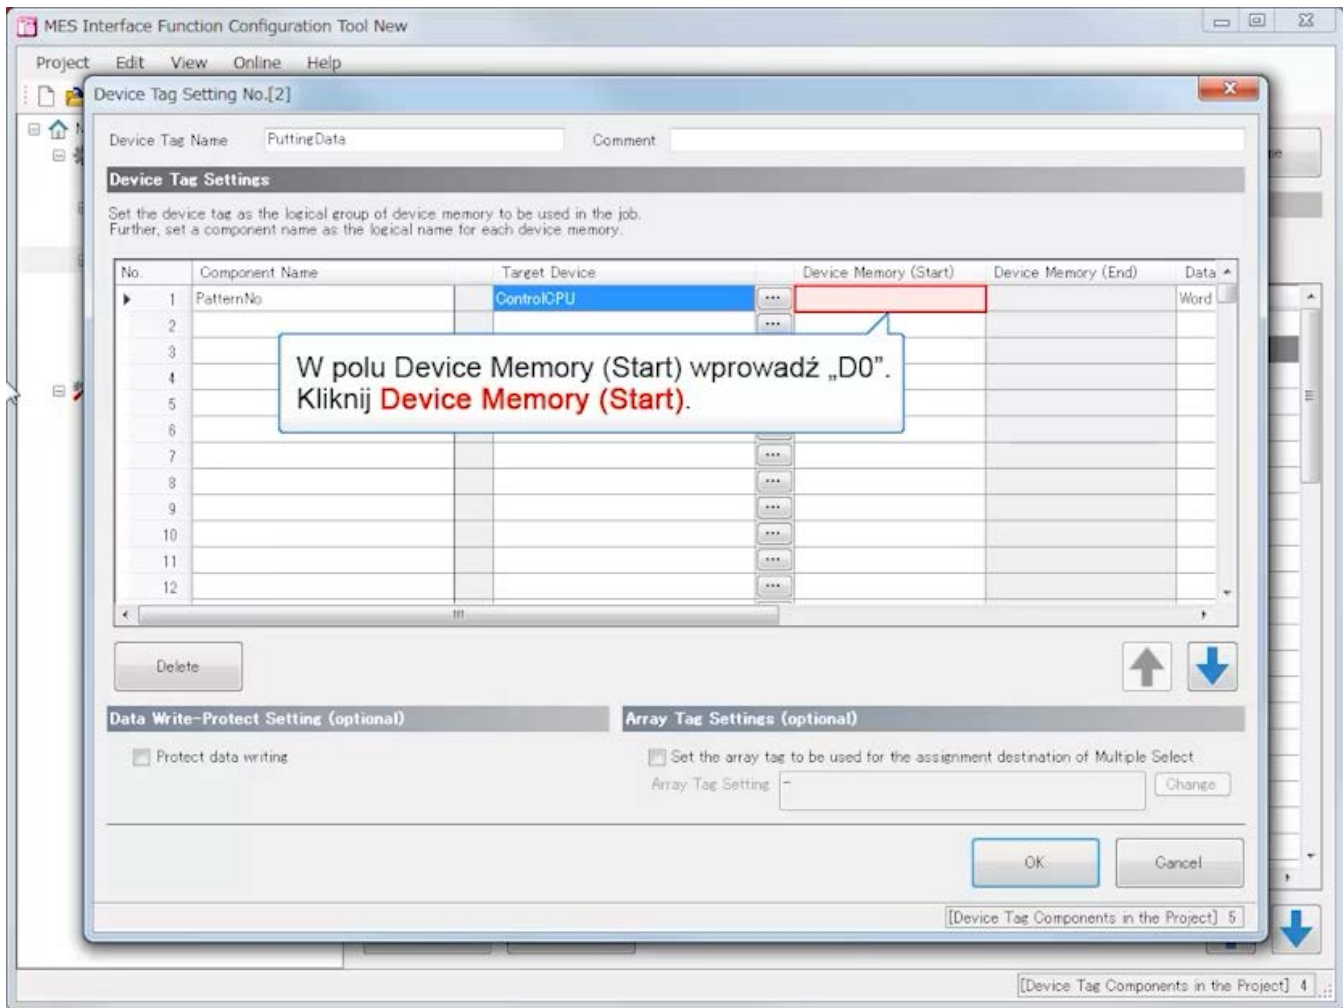 MES Interface Function Configuration Tool New
Project Edit View Online Help
Device Tag Setting No.[2]
Device Tag Name PuttingData Comment
Device Tag Settings
Set the device tag as the logical group of device memory to be used in the job.
Further, set a component name as the logical name for each device memory.
No. Component Name Target Device Device Memory (Start) Device Memory (End) Data
1 PatternNo ControlCPU ... Word
2 ...
3
4
5
6
7 ...
8 ...
9 ...
10 ...
11 ...
12 ...
W polu Device Memory (Start) wprowadź „D0”.
Kliknij Device Memory (Start).
Delete
Data Write-Protect Setting (optional) Array Tag Settings (optional)
Protect data writing Set the array tag to be used for the assignment destination of Multiple Select
Array Tag Setting - Change
OK Cancel
[Device Tag Components in the Project] 5
[Device Tag Components in the Project] 4